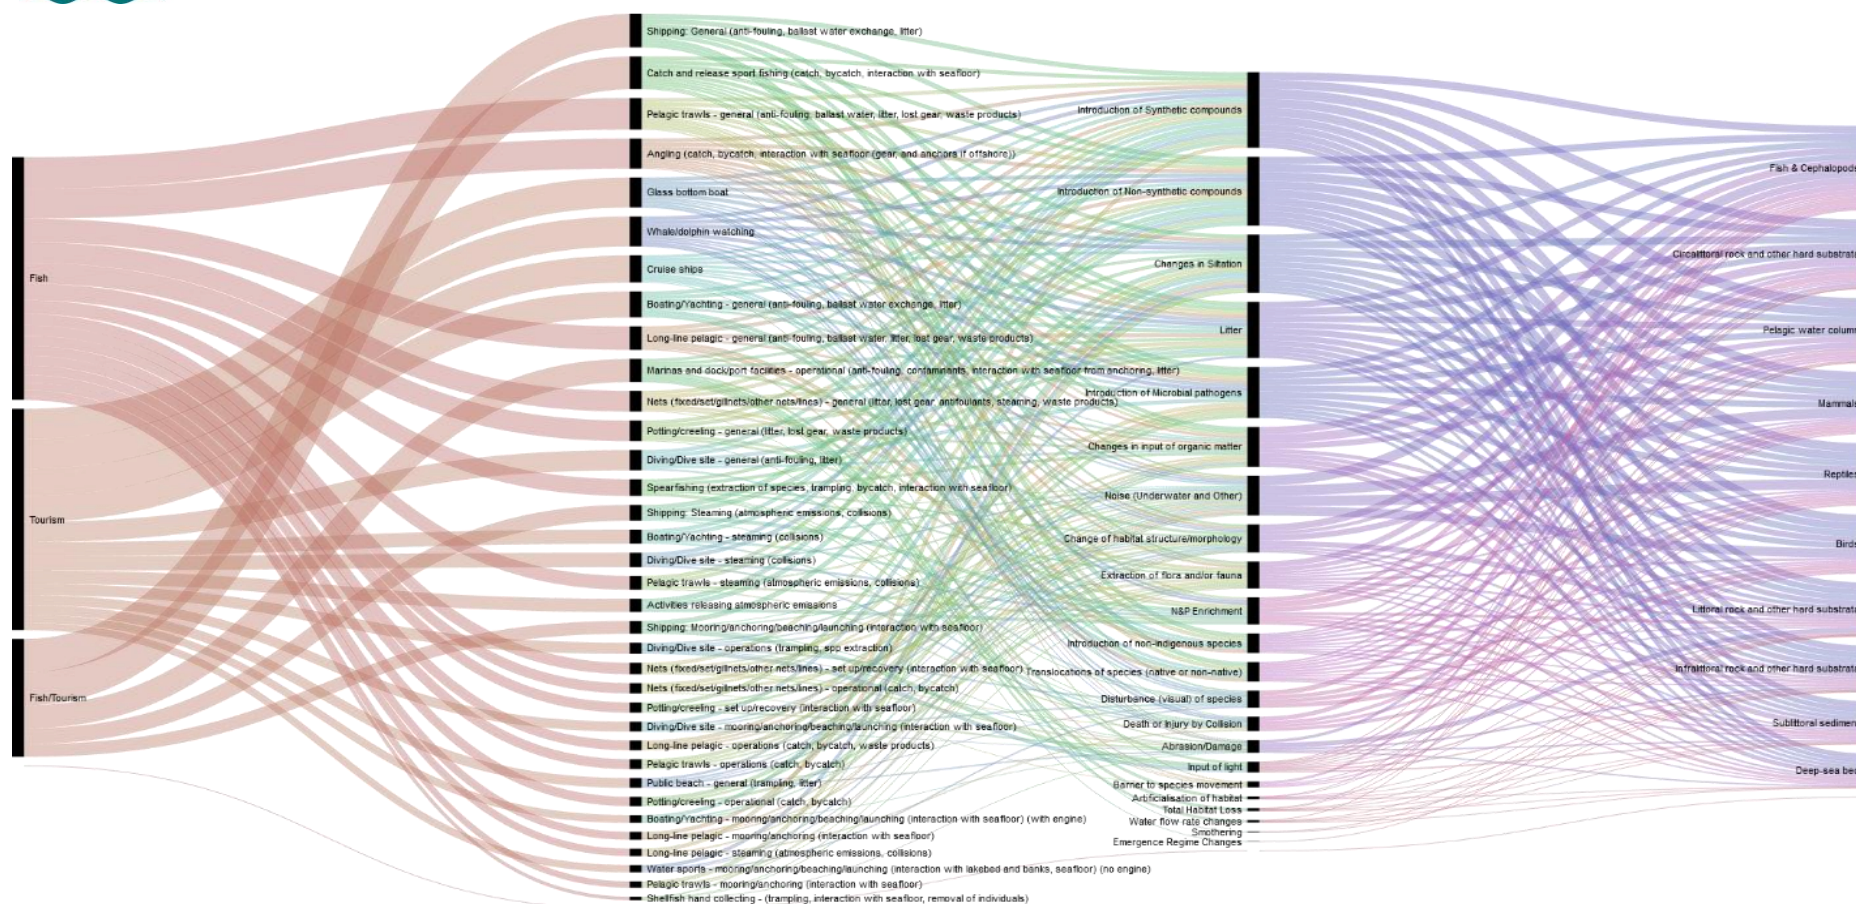 Fish
Tourism
Fish/Tourism
Shipping: General (anti-fouling, ballast water exchange, litter)
Catch and release sport fishing (catch, bycatch, interaction with seafloor)
Pelagic trawls - general (anti-fouling, ballast water, litter, lost gear, waste products)
Angling (catch, bycatch, interaction with seafloor (gear, and anchors if offshore))
Glass bottom boat
Whale/dolphin watching
Cruise ships
Boating/Yachting - general (anti-fouling, ballast water exchange, litter)
Long-line pelagic - general (anti-fouling, ballast water, litter, lost gear, waste products)
Marinas and dock/port facilities - operational (anti-fouling, contaminants, interaction with seafloor from anchoring, litter)
Nets (fixed/set/gillnets/other nets/lines) - general (litter, lost gear, antifoulants, steaming, waste products)
Potting/creeling - general (litter, lost gear, waste products)
Diving/Dive site - general (anti-fouling, litter)
Spearfishing (extraction of species, trampling, bycatch, interaction with seafloor)
Shipping: Steaming (atmospheric emissions, collisions)
Boating/Yachting - steaming (collisions)
Diving/Dive site - steaming (collisions)
Pelagic trawls - steaming (atmospheric emissions, collisions)
Activities releasing atmospheric emissions
Shipping: Mooring/anchoring/beaching/launching (interaction with seafloor)
Diving/Dive site - operations (trampling, spp extraction)
Nets (fixed/set/gillnets/other nets/lines) - set up/recovery (interaction with seafloor)
Nets (fixed/set/gillnets/other nets/lines) - operational (catch, bycatch)
Potting/creeling - set up/recovery (interaction with seafloor)
Diving/Dive site - mooring/anchoring/beaching/launching (interaction with seafloor)
Long-line pelagic - operations (catch, bycatch, waste products)
Pelagic trawls - operations (catch, bycatch)
Public beach - general (trampling, litter)
Potting/creeling - operational (catch, bycatch)
Boating/Yachting - mooring/anchoring/beaching/launching (interaction with seafloor) (with engine)
Long-line pelagic - mooring/anchoring (interaction with seafloor)
Long-line pelagic - steaming (atmospheric emissions, collisions)
Water sports - mooring/anchoring/beaching/launching (interaction with lakebed and banks, seafloor) (no engine)
Pelagic trawls - mooring/anchoring (interaction with seafloor)
Shellfish hand collecting - (trampling, interaction with seafloor, removal of individuals)
Introduction of Synthetic compounds
Introduction of Non-synthetic compounds
Changes in Siltation
Litter
Introduction of Microbial pathogens
Changes in input of organic matter
Noise (Underwater and Other)
Change of habitat structure/morphology
Extraction of flora and/or fauna
N&P Enrichment
Introduction of non-indigenous species
Translocations of species (native or non-native)
Disturbance (visual) of species
Death or Injury by Collision
Abrasion/Damage
Input of light
Barrier to species movement
Artificialisation of habitat
Total Habitat Loss
Water flow rate changes
Smothering
Emergence Regime Changes
Fish & Cephalopods
Circalittoral rock and other hard substrata
Pelagic water column
Mammals
Reptiles
Birds
Littoral rock and other hard substrata
Infralittoral rock and other hard substrata
Sublittoral sediment
Deep-sea bed